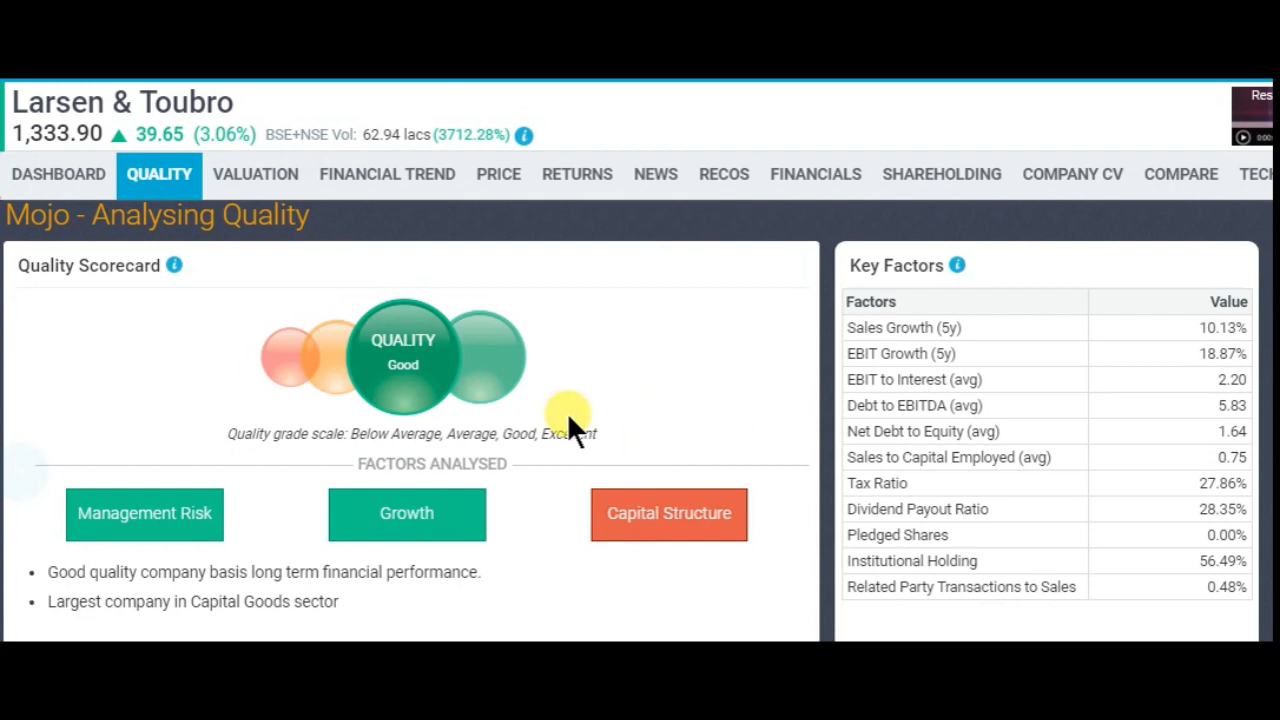 Larsen & Toubro
1,333.90 ▲ 39.65 (3.06%) BSE+NSE Vol: 62.94 lacs (3712.28%) i
Res
0:00
DASHBOARD QUALITY VALUATION FINANCIAL TREND PRICE RETURNS NEWS RECOS FINANCIALS SHAREHOLDING COMPANY CV COMPARE TECH
Mojo - Analysing Quality
Quality Scorecard i
QUALITY
Good
Quality grade scale: Below Average, Average, Good, Excellent
FACTORS ANALYSED
Management Risk Growth Capital Structure
• Good quality company basis long term financial performance.
• Largest company in Capital Goods sector
Key Factors i
Factors Value
Sales Growth (5y) 10.13%
EBIT Growth (5y) 18.87%
EBIT to Interest (avg) 2.20
Debt to EBITDA (avg) 5.83
Net Debt to Equity (avg) 1.64
Sales to Capital Employed (avg) 0.75
Tax Ratio 27.86%
Dividend Payout Ratio 28.35%
Pledged Shares 0.00%
Institutional Holding 56.49%
Related Party Transactions to Sales 0.48%